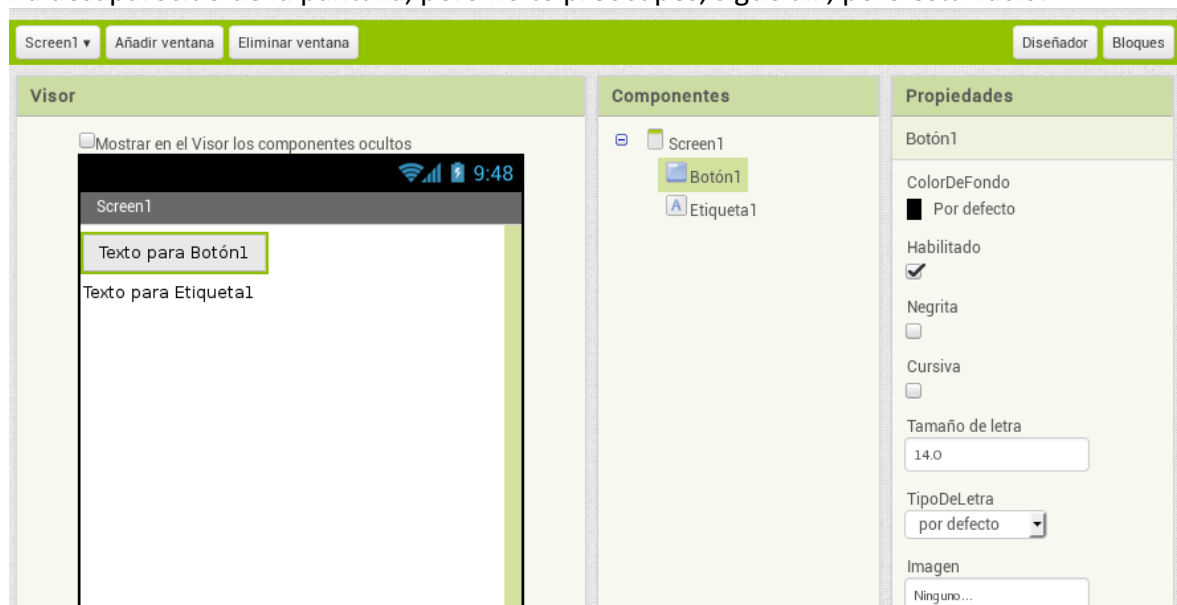 Screen1 ▾ Añadir ventana Eliminar ventana Diseñador Bloques
Visor
Mostrar en el Visor los componentes ocultos
9:48
Screen1
Texto para Botón1
Texto para Etiqueta1
Componentes
Screen1
Botón1
A Etiqueta1
Propiedades
Botón1
ColorDeFondo
Por defecto
Habilitado
Negrita
Cursiva
Tamaño de letra
14.0
TipoDeLetra
por defecto
Imagen
Ninguno...